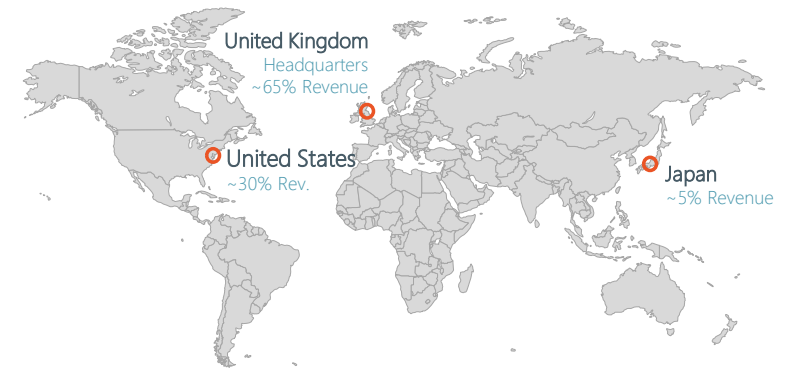 United Kingdom
Headquarters
~65% Revenue
United States
~30% Rev.
Japan
~5% Revenue